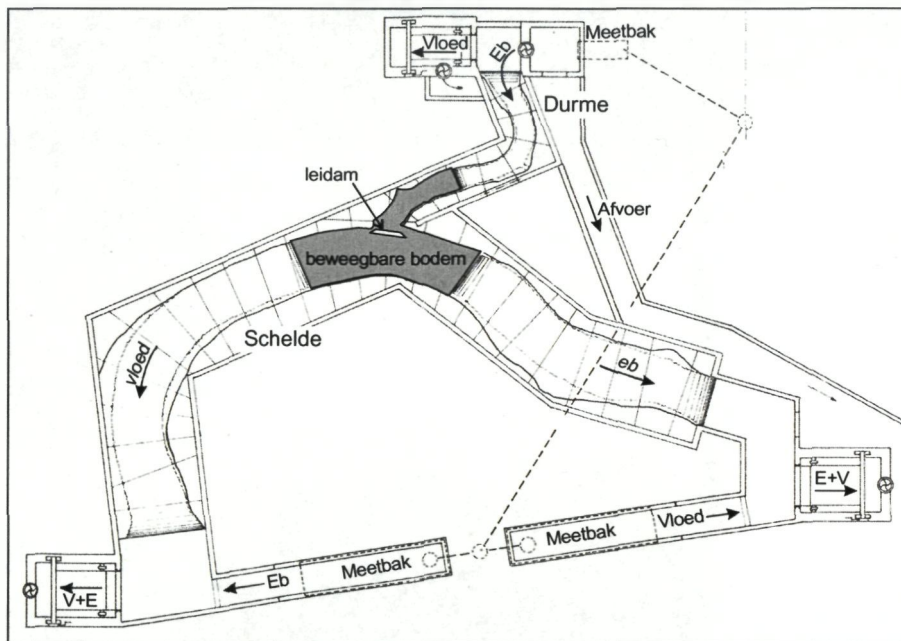 Vloed
Eb
Meetbak
Durme
leidam
Afvoer
beweegbare bodem
Schelde
vloed
eb
E+V
Meetbak
Vloed
Eb
Meetbak
V+E